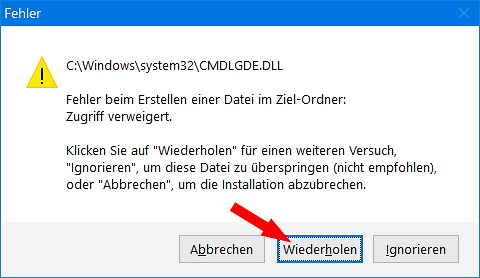 Fehler
C:\Windows\system32\CMDLGDE.DLL
Fehler beim Erstellen einer Datei im Ziel-Ordner:
Zugriff verweigert.
Klicken Sie auf "Wiederholen" für einen weiteren Versuch,
"Ignorieren", um diese Datei zu überspringen (nicht empfohlen),
oder "Abbrechen", um die Installation abzubrechen.
Abbrechen
Wiederholen
Ignorieren